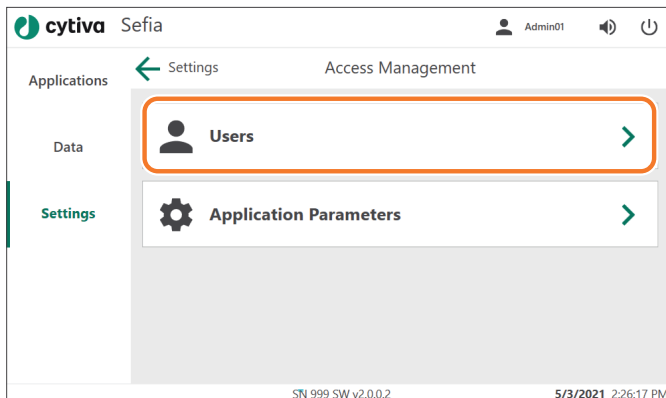 cytiva Sefia Admin01
Applications
Settings Access Management
Users
Data
Settings
Application Parameters
SN 999 SW v2.0.0.2 5/3/2021 2:26:17 PM